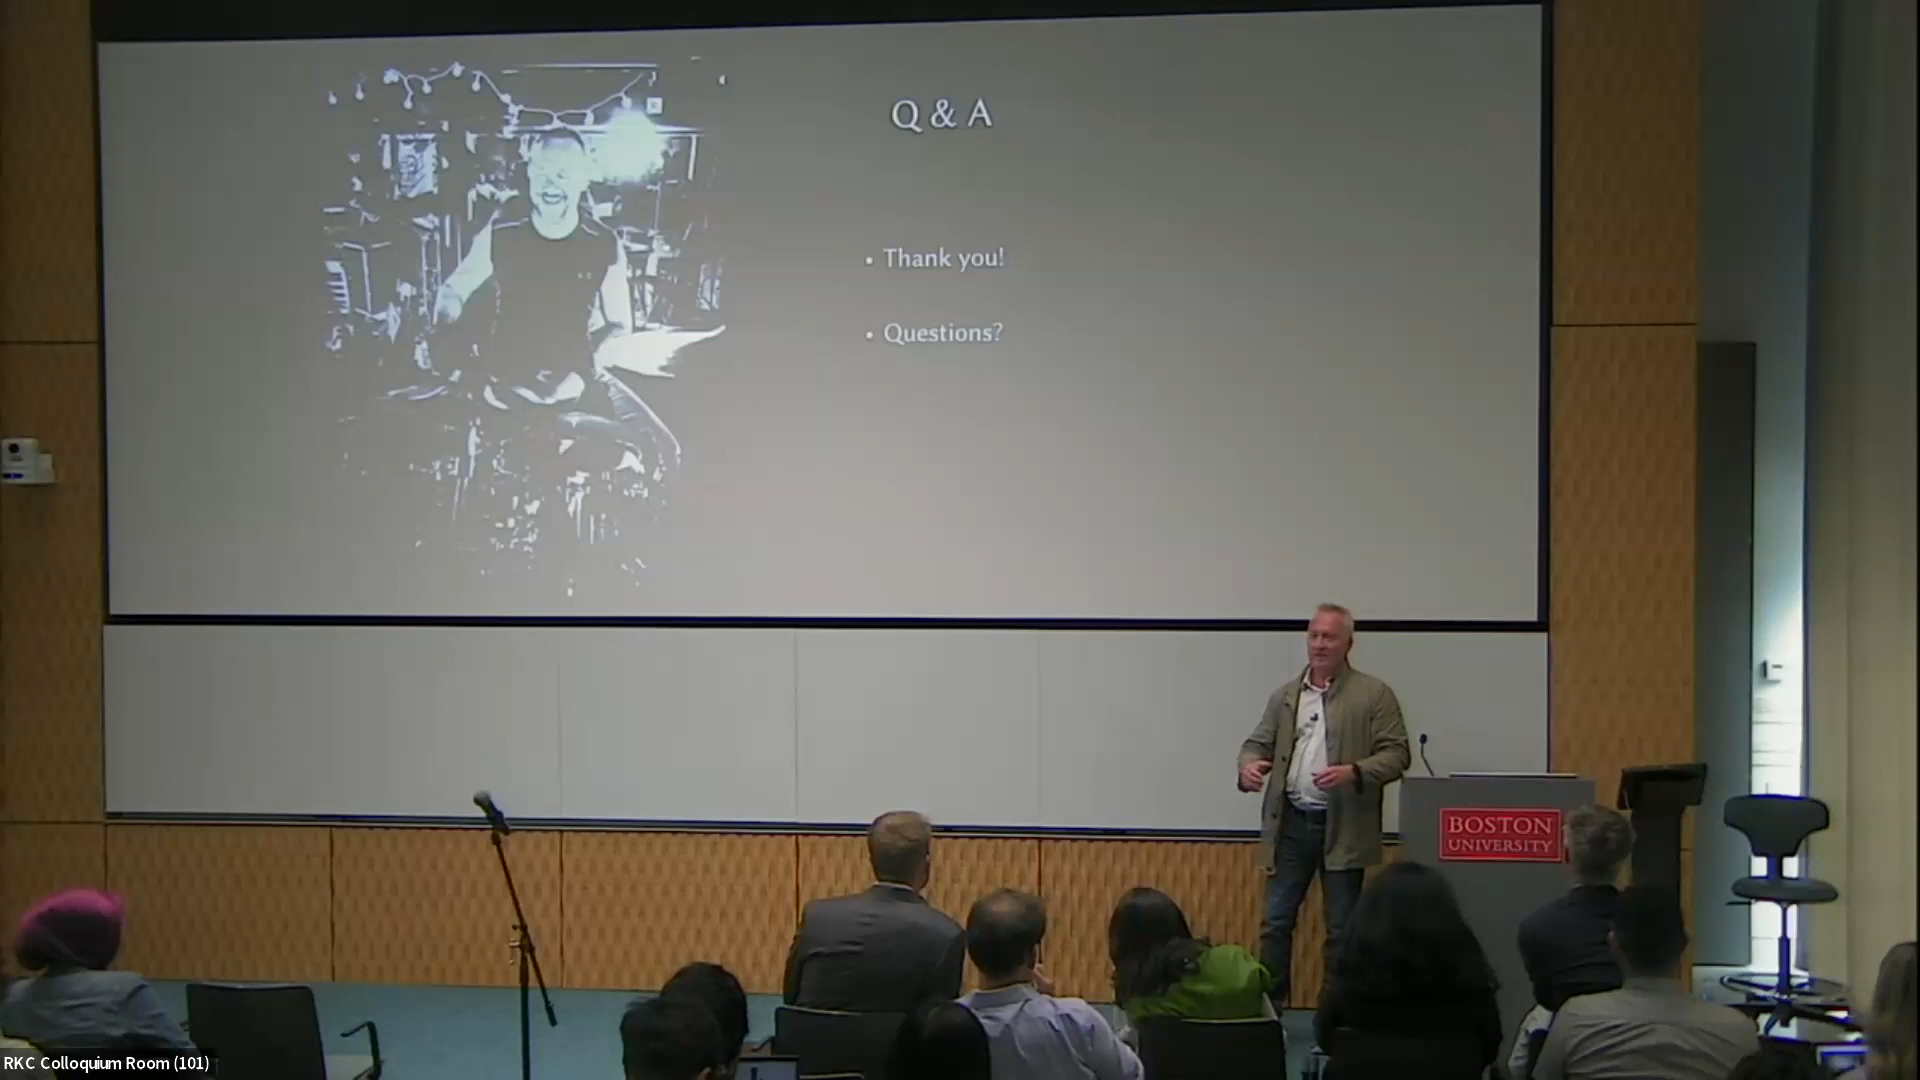 Q & A
• Thank you!
• Questions?
BOSTON
UNIVERSITY
RKC Colloquium Room (101)